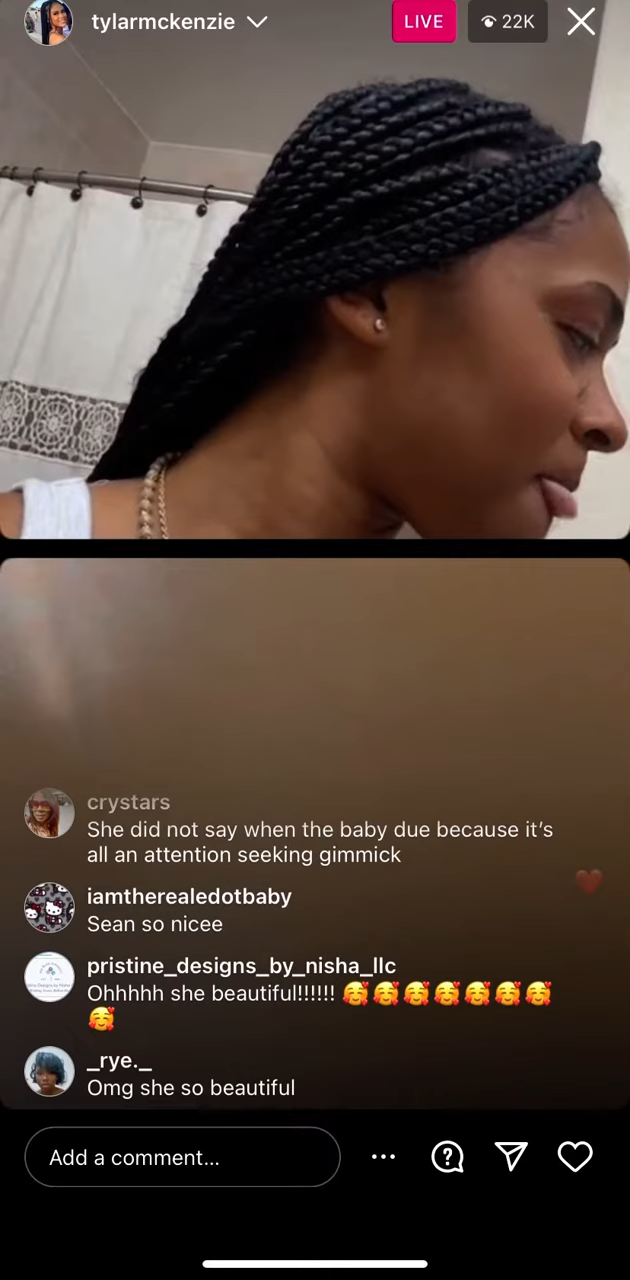 tylarmckenzie
LIVE
22K
crystars
She did not say when the baby due because it’s
all an attention seeking gimmick
iamtherealedotbaby
Sean so nicee
pristine_designs_by_nisha_llc
Ohhhhh she beautiful!!!!!! 🥰🥰🥰🥰🥰🥰🥰
🥰
_rye._
Omg she so beautiful
Add a comment...